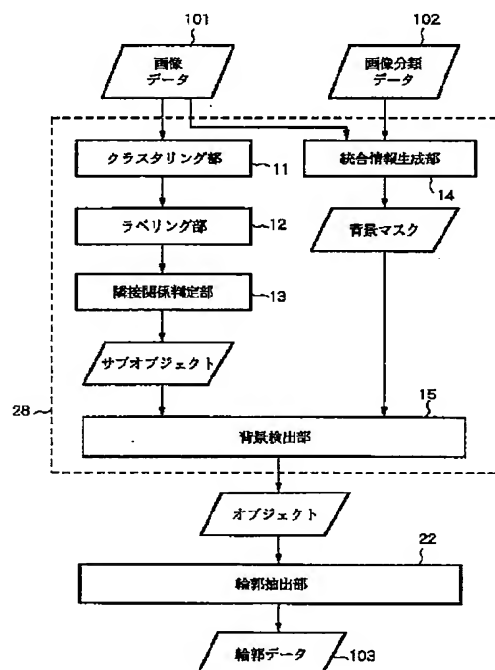 101
102
画像
データ
画像分類
データ
クラスタリング部
11
統合情報生成部
14
ラベリング部
12
背景マスク
隣接関係判定部
13
サブオブジェクト
28
15
背景検出部
オブジェクト
22
輪郭抽出部
輪郭データ
103